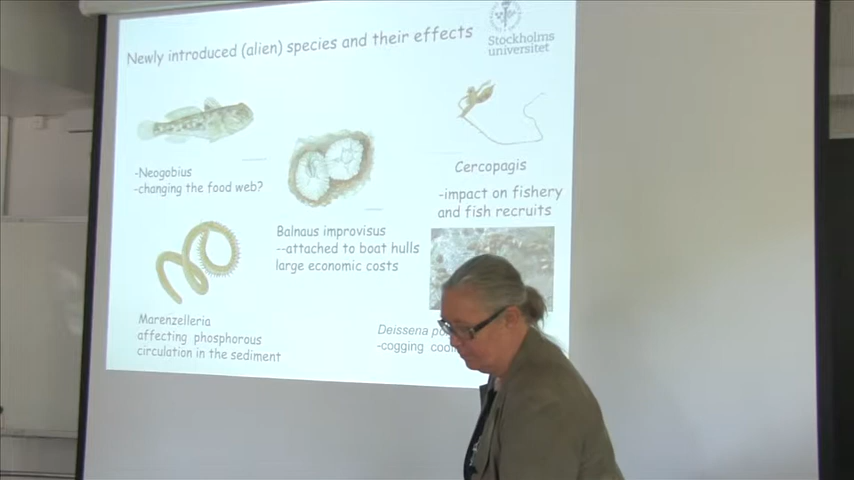 Newly introduced (alien) species and their effects
Stockholms
universitet
-Neogobius
-changing the food web?
Balnaus improvisus
--attached to boat hulls
large economic costs
Cercopagis
-impact on fishery
and fish recruits
Marenzelleria
affecting phosphorous
circulation in the sediment
Deissena
-cogging